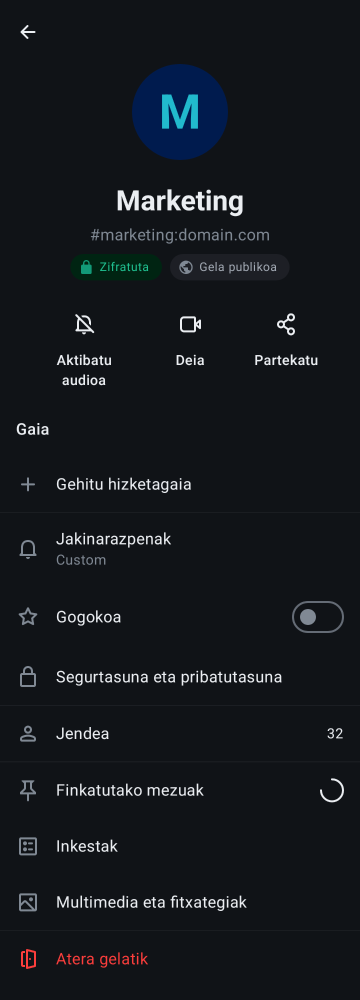 M
Marketing
#marketing:domain.com
Zifratuta
Gela publikoa
Aktibatu
audioa
Deia
Partekatu
Gaia
Gehitu hizketagaia
Jakinarazpenak
Custom
Gogokoa
Segurtasuna eta pribatutasuna
Jendea
32
Finkatutako mezuak
Inkestak
Multimedia eta fitxategiak
Atera gelatik